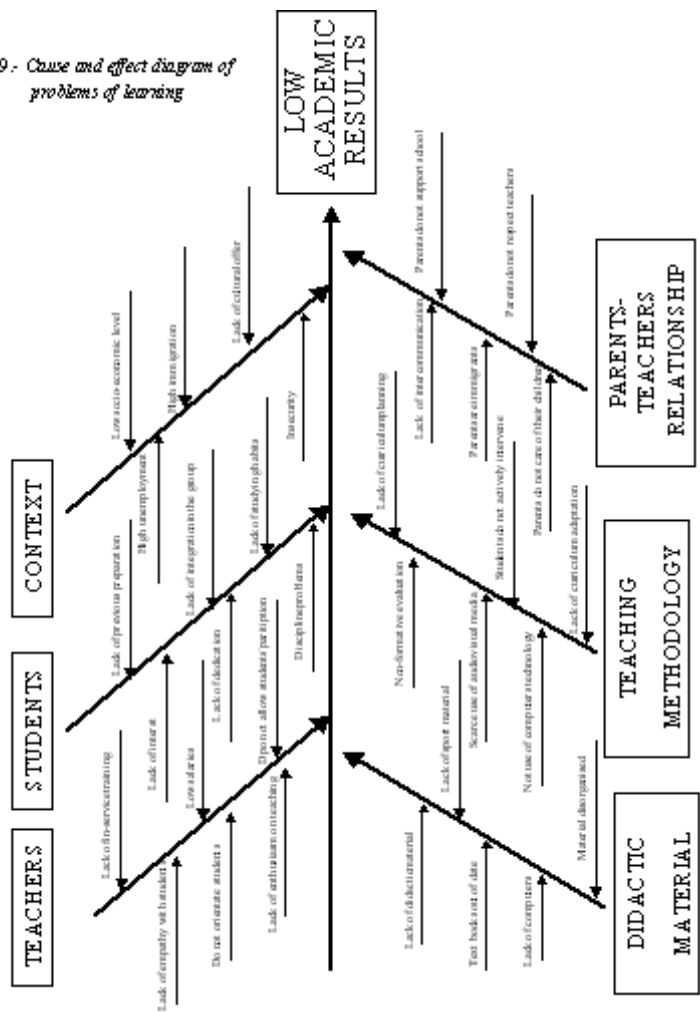 9.- Cause and effect diagram of
problems of learning
LOW
ACADEMIC
RESULTS
TEACHERS
Lack of in-service training
Lack of empathy with students
Low salaries
Do not orientate students
Dpo not allow students' paritiption
Lack of enthusiasm on teaching
STUDENTS
Lack of previous preparation
Lack of interest
Lack of integration in the group
Lack of dedication
Lack of studying habits
Discipline problems
CONTEXT
Low socio-economic level
High unemployment
High immigration
Lack of cultural offer
Insecurity
DIDACTIC
MATERIAL
Lack of didactic material
Lack of sport material
Text books out of date
Lack of computers
Material disorganised
TEACHING
METHODOLOGY
Lack of curriculum planning
Non-formative evaluation
Scarce use of audiovisual media
Students do not actively intervene
Not use of computers technology
Lack of curriculum adaptation
PARENTS-
TEACHERS
RELATIONSHIP
Parents do not support school
Lack of intercommunication
Parents are immigrants
Parents do not respect teachers
Parents do not care of their children